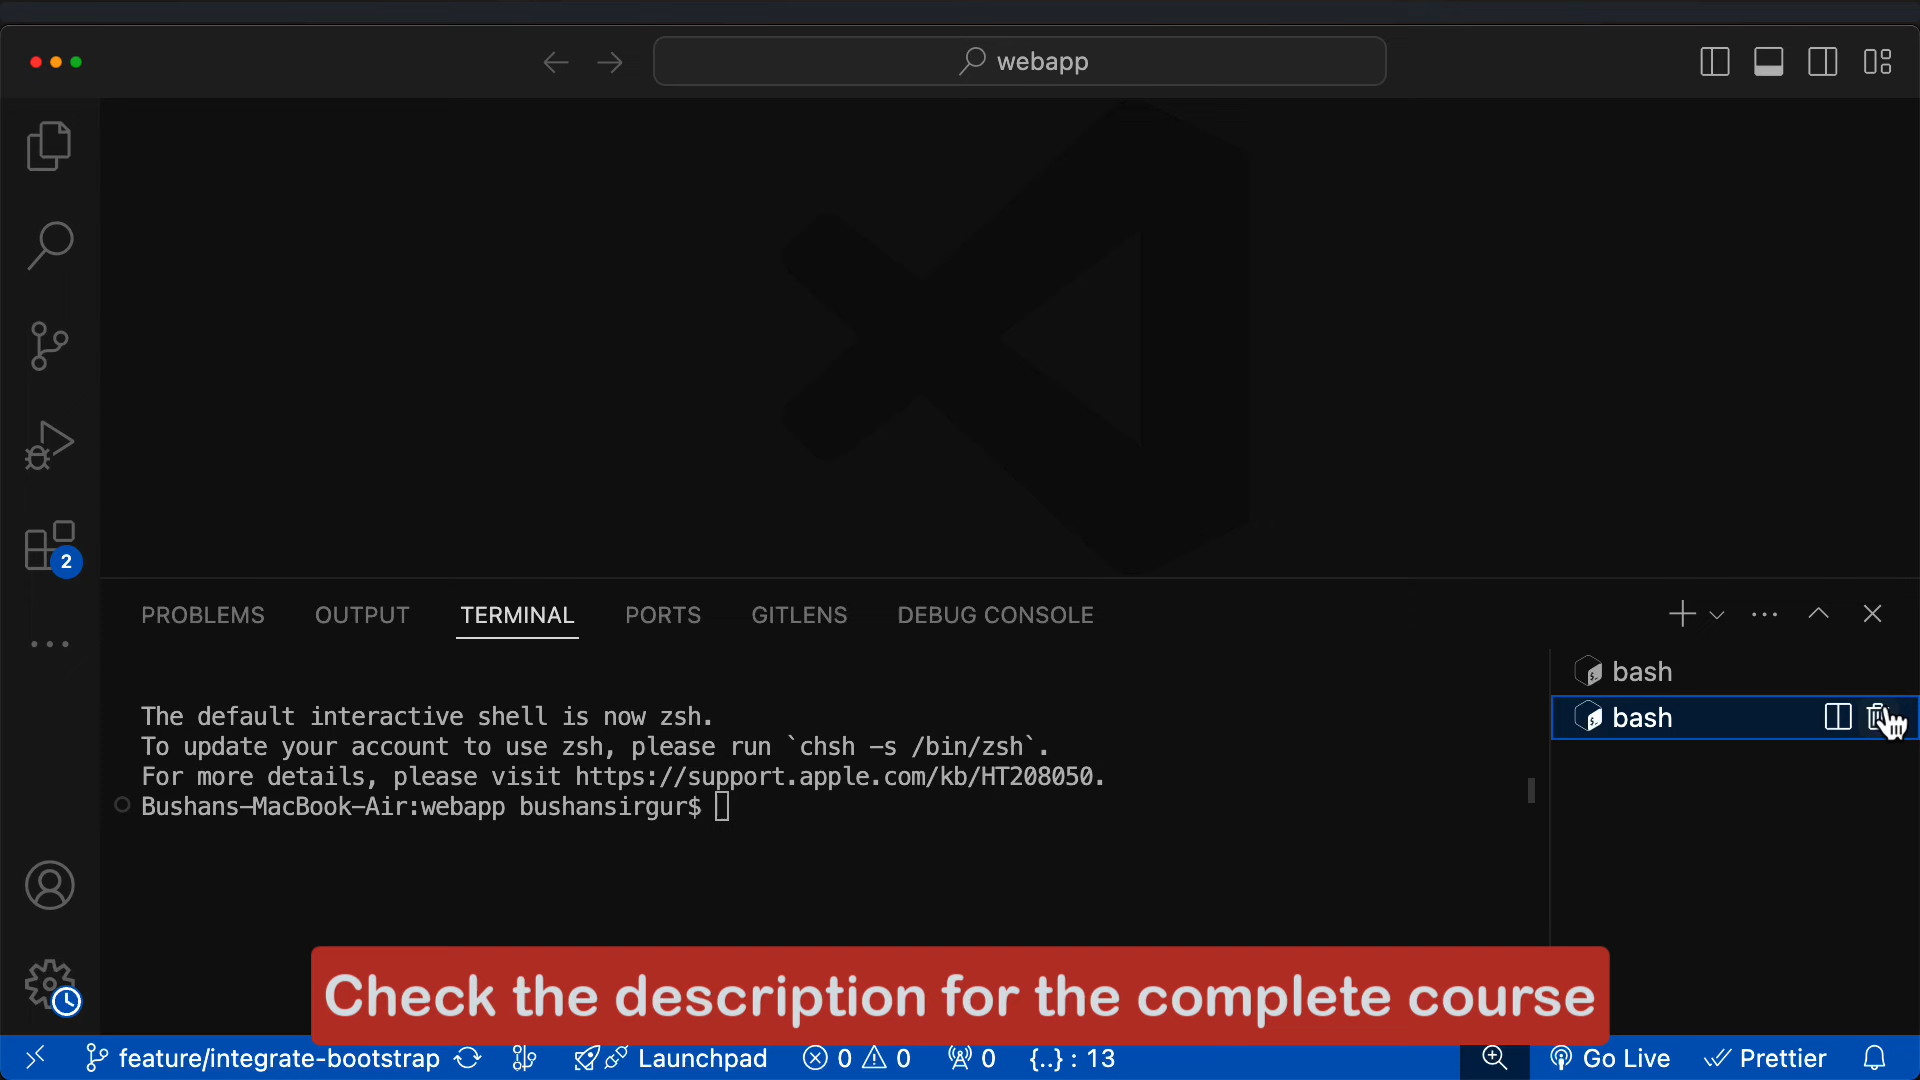 webapp
2
PROBLEMS OUTPUT TERMINAL PORTS GITLENS DEBUG CONSOLE
bash
bash
The default interactive shell is now zsh.
To update your account to use zsh, please run `chsh -s /bin/zsh`.
For more details, please visit https://support.apple.com/kb/HT208050.
Bushans-MacBook-Air:webapp bushansirgur$
Check the description for the complete course
feature/integrate-bootstrap Launchpad 0 0 0 {..} : 13 Go Live Prettier